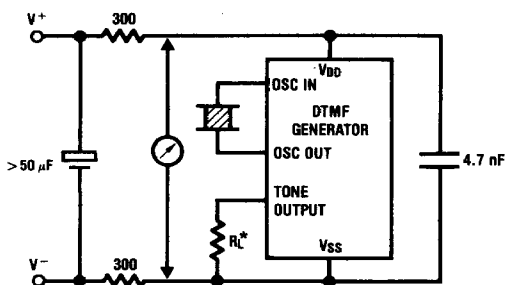 V+
300
VDD
OSC IN
DTMF
GENERATOR
OSC OUT
>50 µF
4.7 nF
TONE
OUTPUT
RL*
VSS
V−
300